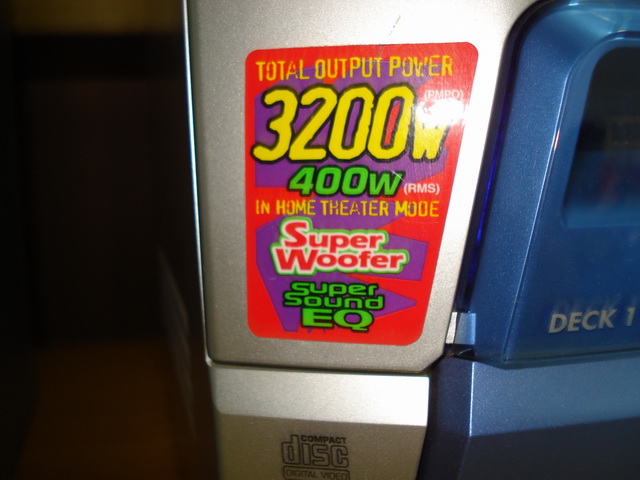 TOTAL OUTPUT POWER
3200W (PMPO)
400W (RMS)
IN HOME THEATER MODE
Super
Woofer
Super
Sound
EQ
DECK 1
COMPACT
disc
DIGITAL VIDEO